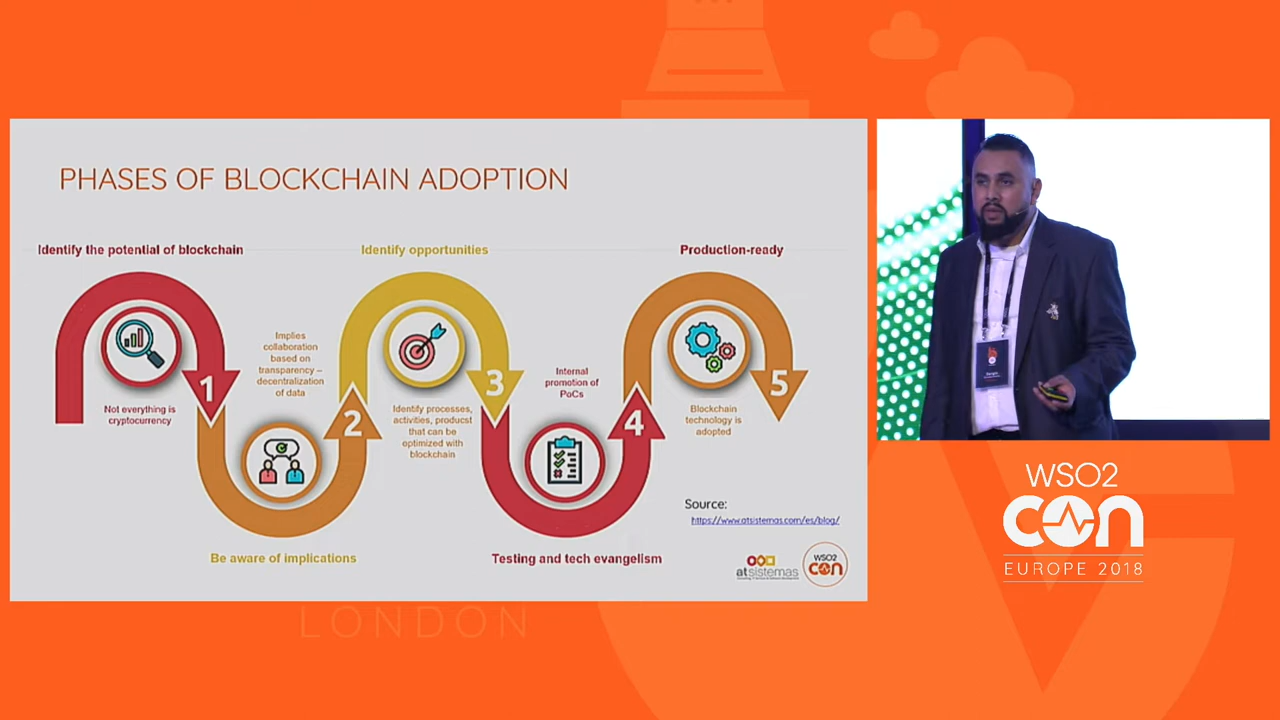 PHASES OF BLOCKCHAIN ADOPTION
Identify the potential of blockchain
Identify opportunities
Production-ready
Implies
collaboration
based on
transparency –
decentralization
of data
Internal
promotion of
PoCs
1
2
3
4
5
Not everything is
cryptocurrency
Identify processes,
activities, producst
that can be
optimized with
blockchain
Blockchain
technology is
adopted
Source:
https://www.atsistemas.com/es/blog/
Be aware of implications
Testing and tech evangelism
atsistemas
WSO2
CON
WSO2
CON
EUROPE 2018
LONDON